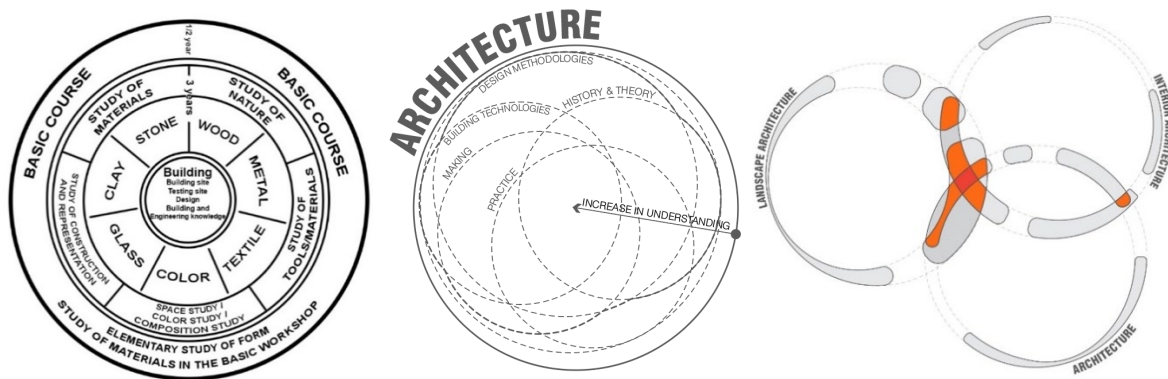 BASIC COURSE
BASIC COURSE
1/2 year
3 years
STUDY OF
MATERIALS
STUDY OF
NATURE
STONE
WOOD
CLAY
METAL
GLASS
TEXTILE
COLOR
Building
Building site
Testing site
Design
Building and
Engineering knowledge
STUDY OF CONSTRUCTION
AND REPRESENTATION
STUDY OF
TOOLS/MATERIALS
SPACE STUDY /
COLOR STUDY /
COMPOSITION STUDY
ELEMENTARY STUDY OF FORM
STUDY OF MATERIALS IN THE BASIC WORKSHOP
ARCHITECTURE
DESIGN METHODOLOGIES
BUILDING TECHNOLOGIES
HISTORY & THEORY
MAKING
PRACTICE
INCREASE IN UNDERSTANDING
LANDSCAPE ARCHITECTURE
INTERIOR ARCHITECTURE
ARCHITECTURE